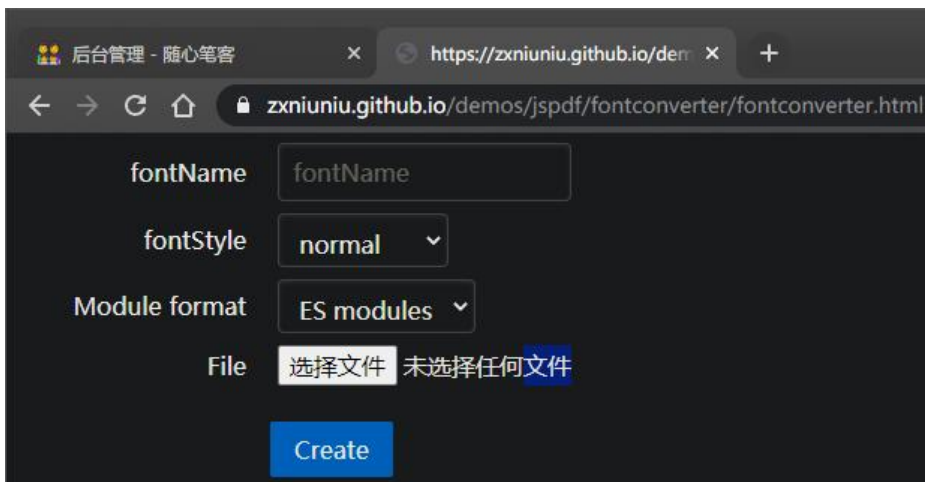 后台管理 - 随心笔客
https://zxniuniu.github.io/dem
zxniuniu.github.io/demos/jspdf/fontconverter/fontconverter.html
fontName fontName
fontStyle normal
Module format ES modules
File 选择文件 未选择任何文件
Create